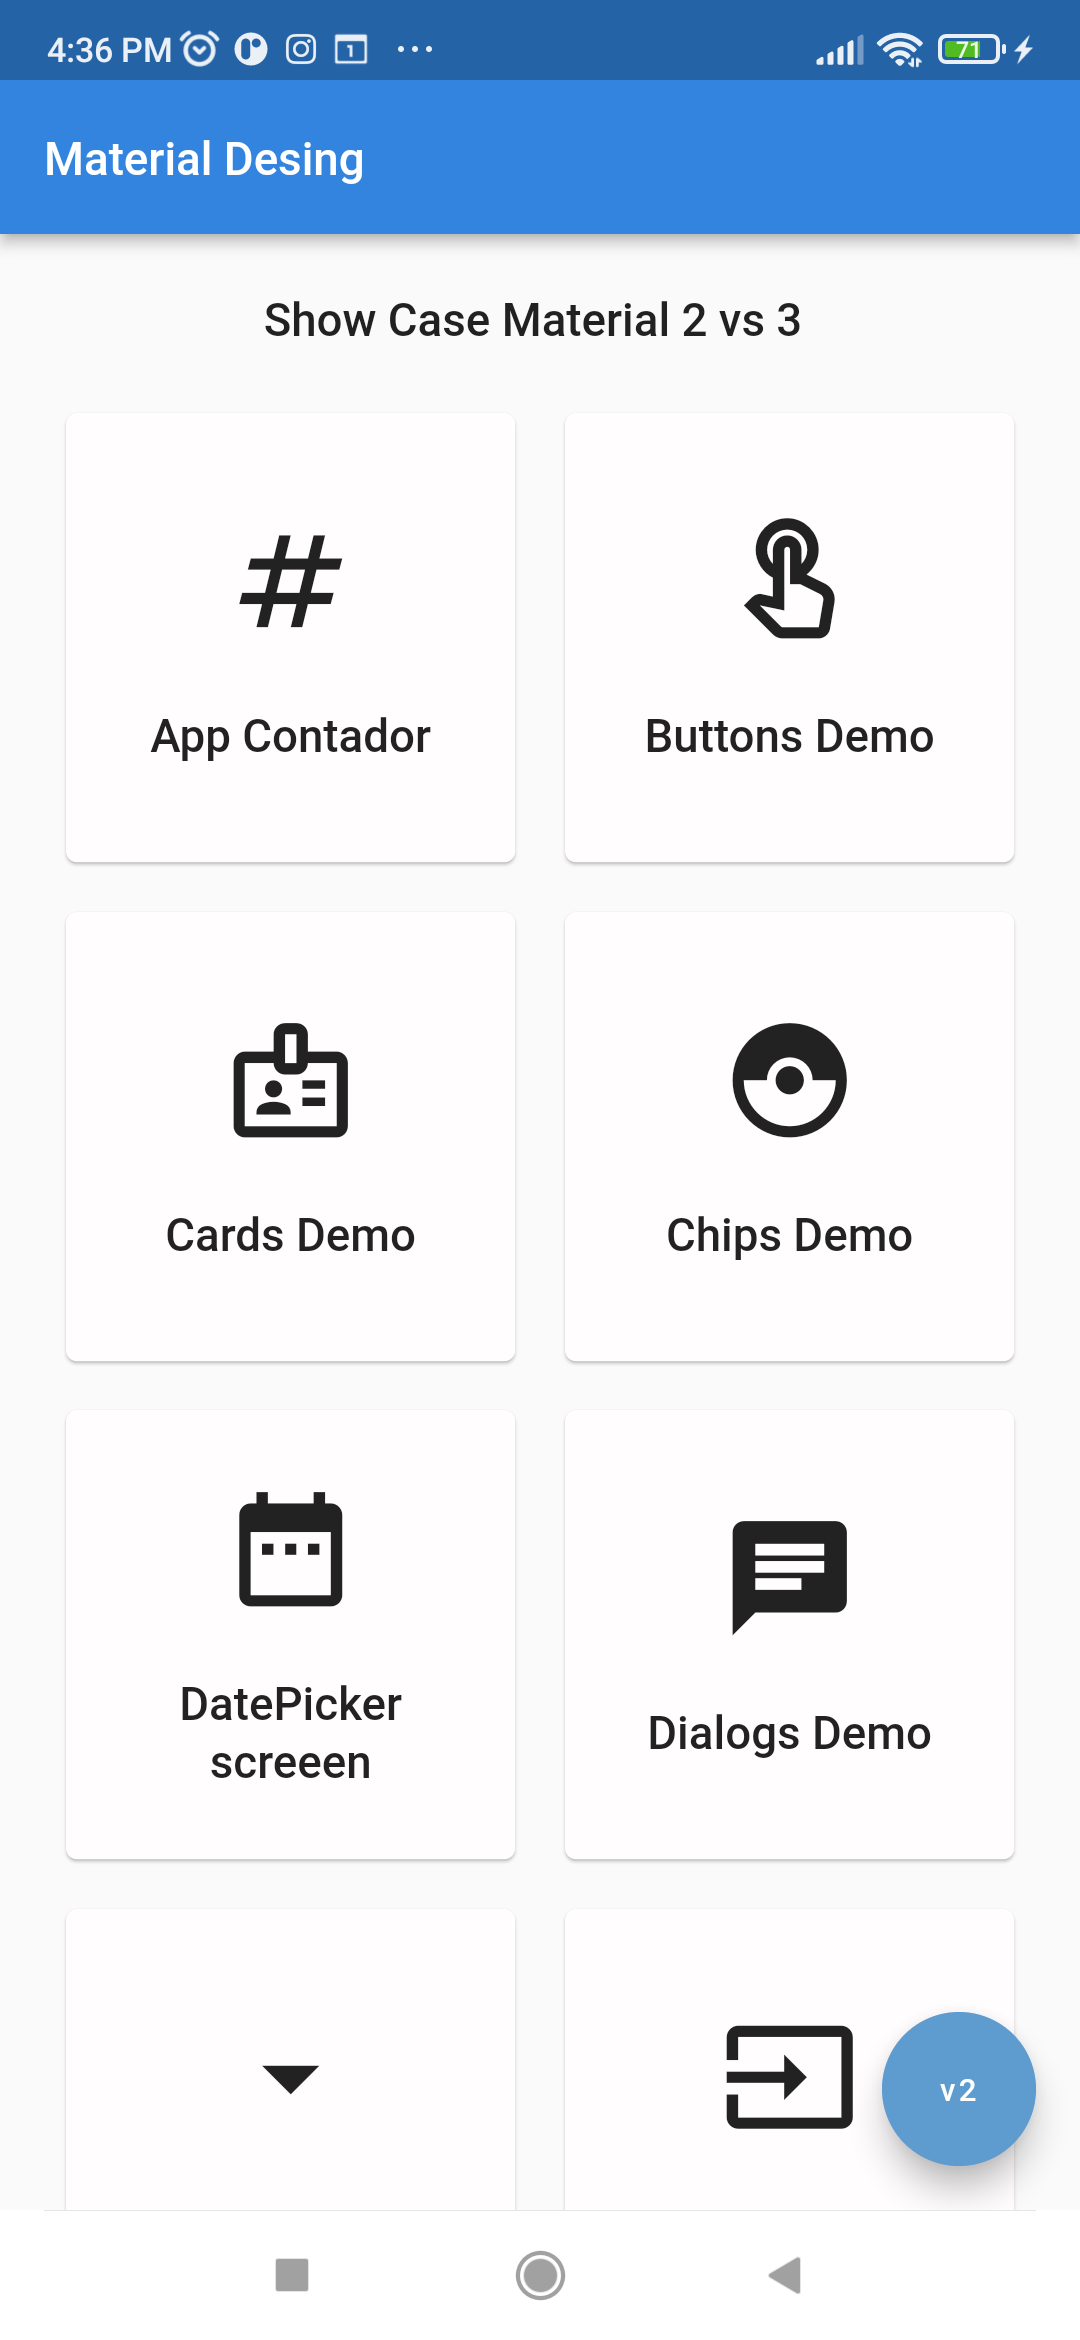 4:36 PM
71
Material Desing
Show Case Material 2 vs 3
App Contador
Buttons Demo
Cards Demo
Chips Demo
DatePicker
screeen
Dialogs Demo
v2